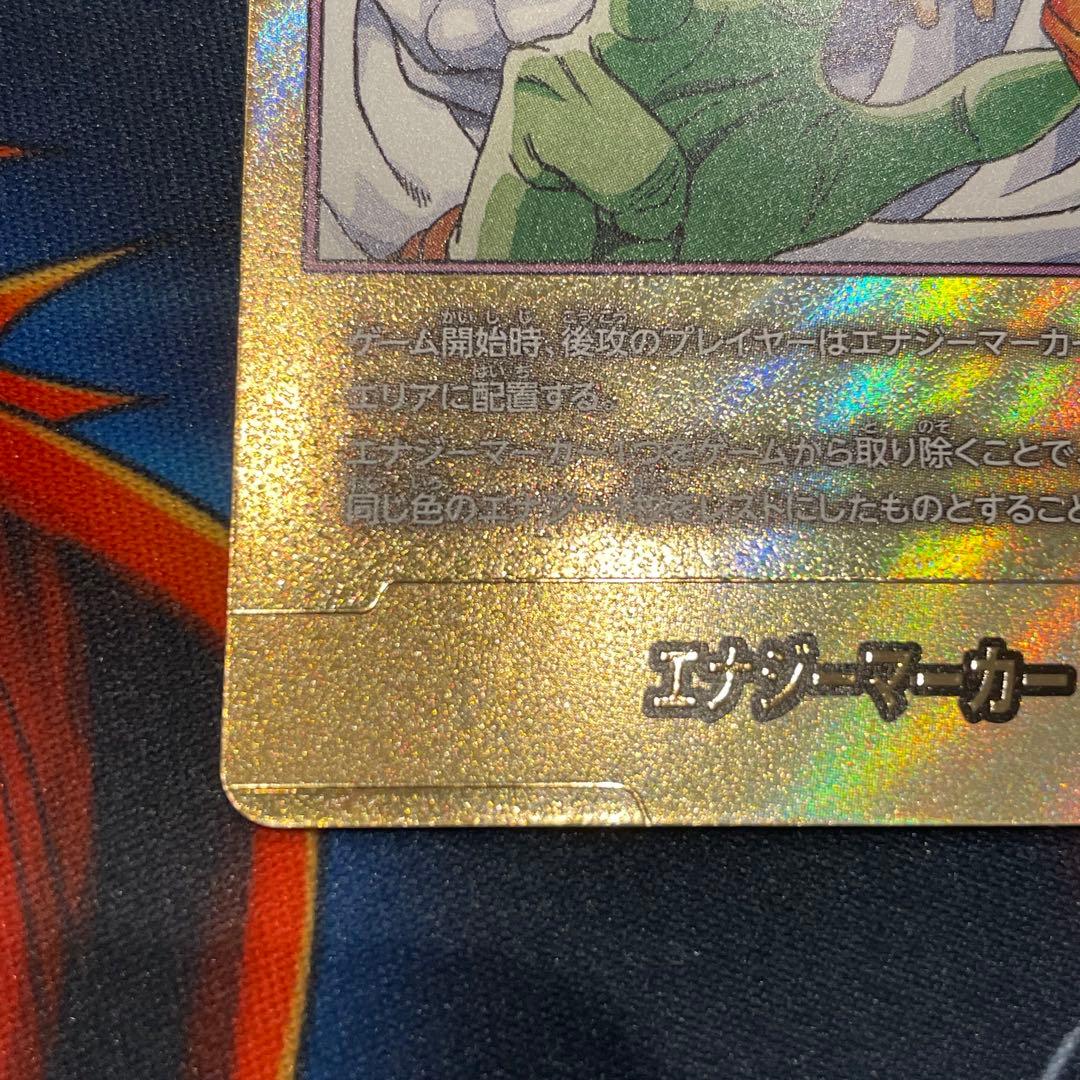 ゲーム開始時、後攻のプレイヤーはエナジーマーカー
エリアに配置する。
エナジーマーカー1つをゲームから取り除くことで
同じ色のエナジー1枚をレストにしたものとすること
エナジーマーカー